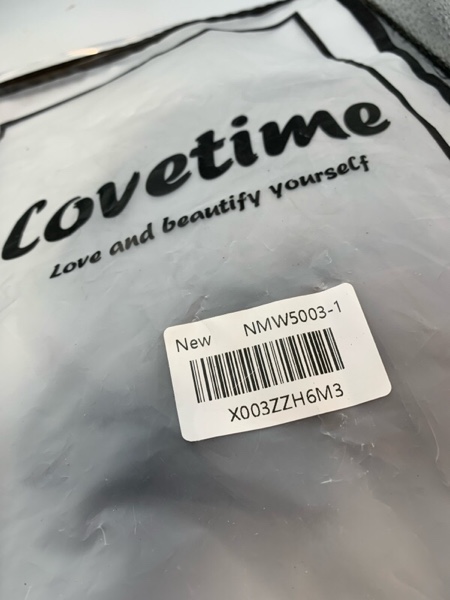 Lovetime
Love and beautify yourself
New NMW5003-1
X003ZZH6M3